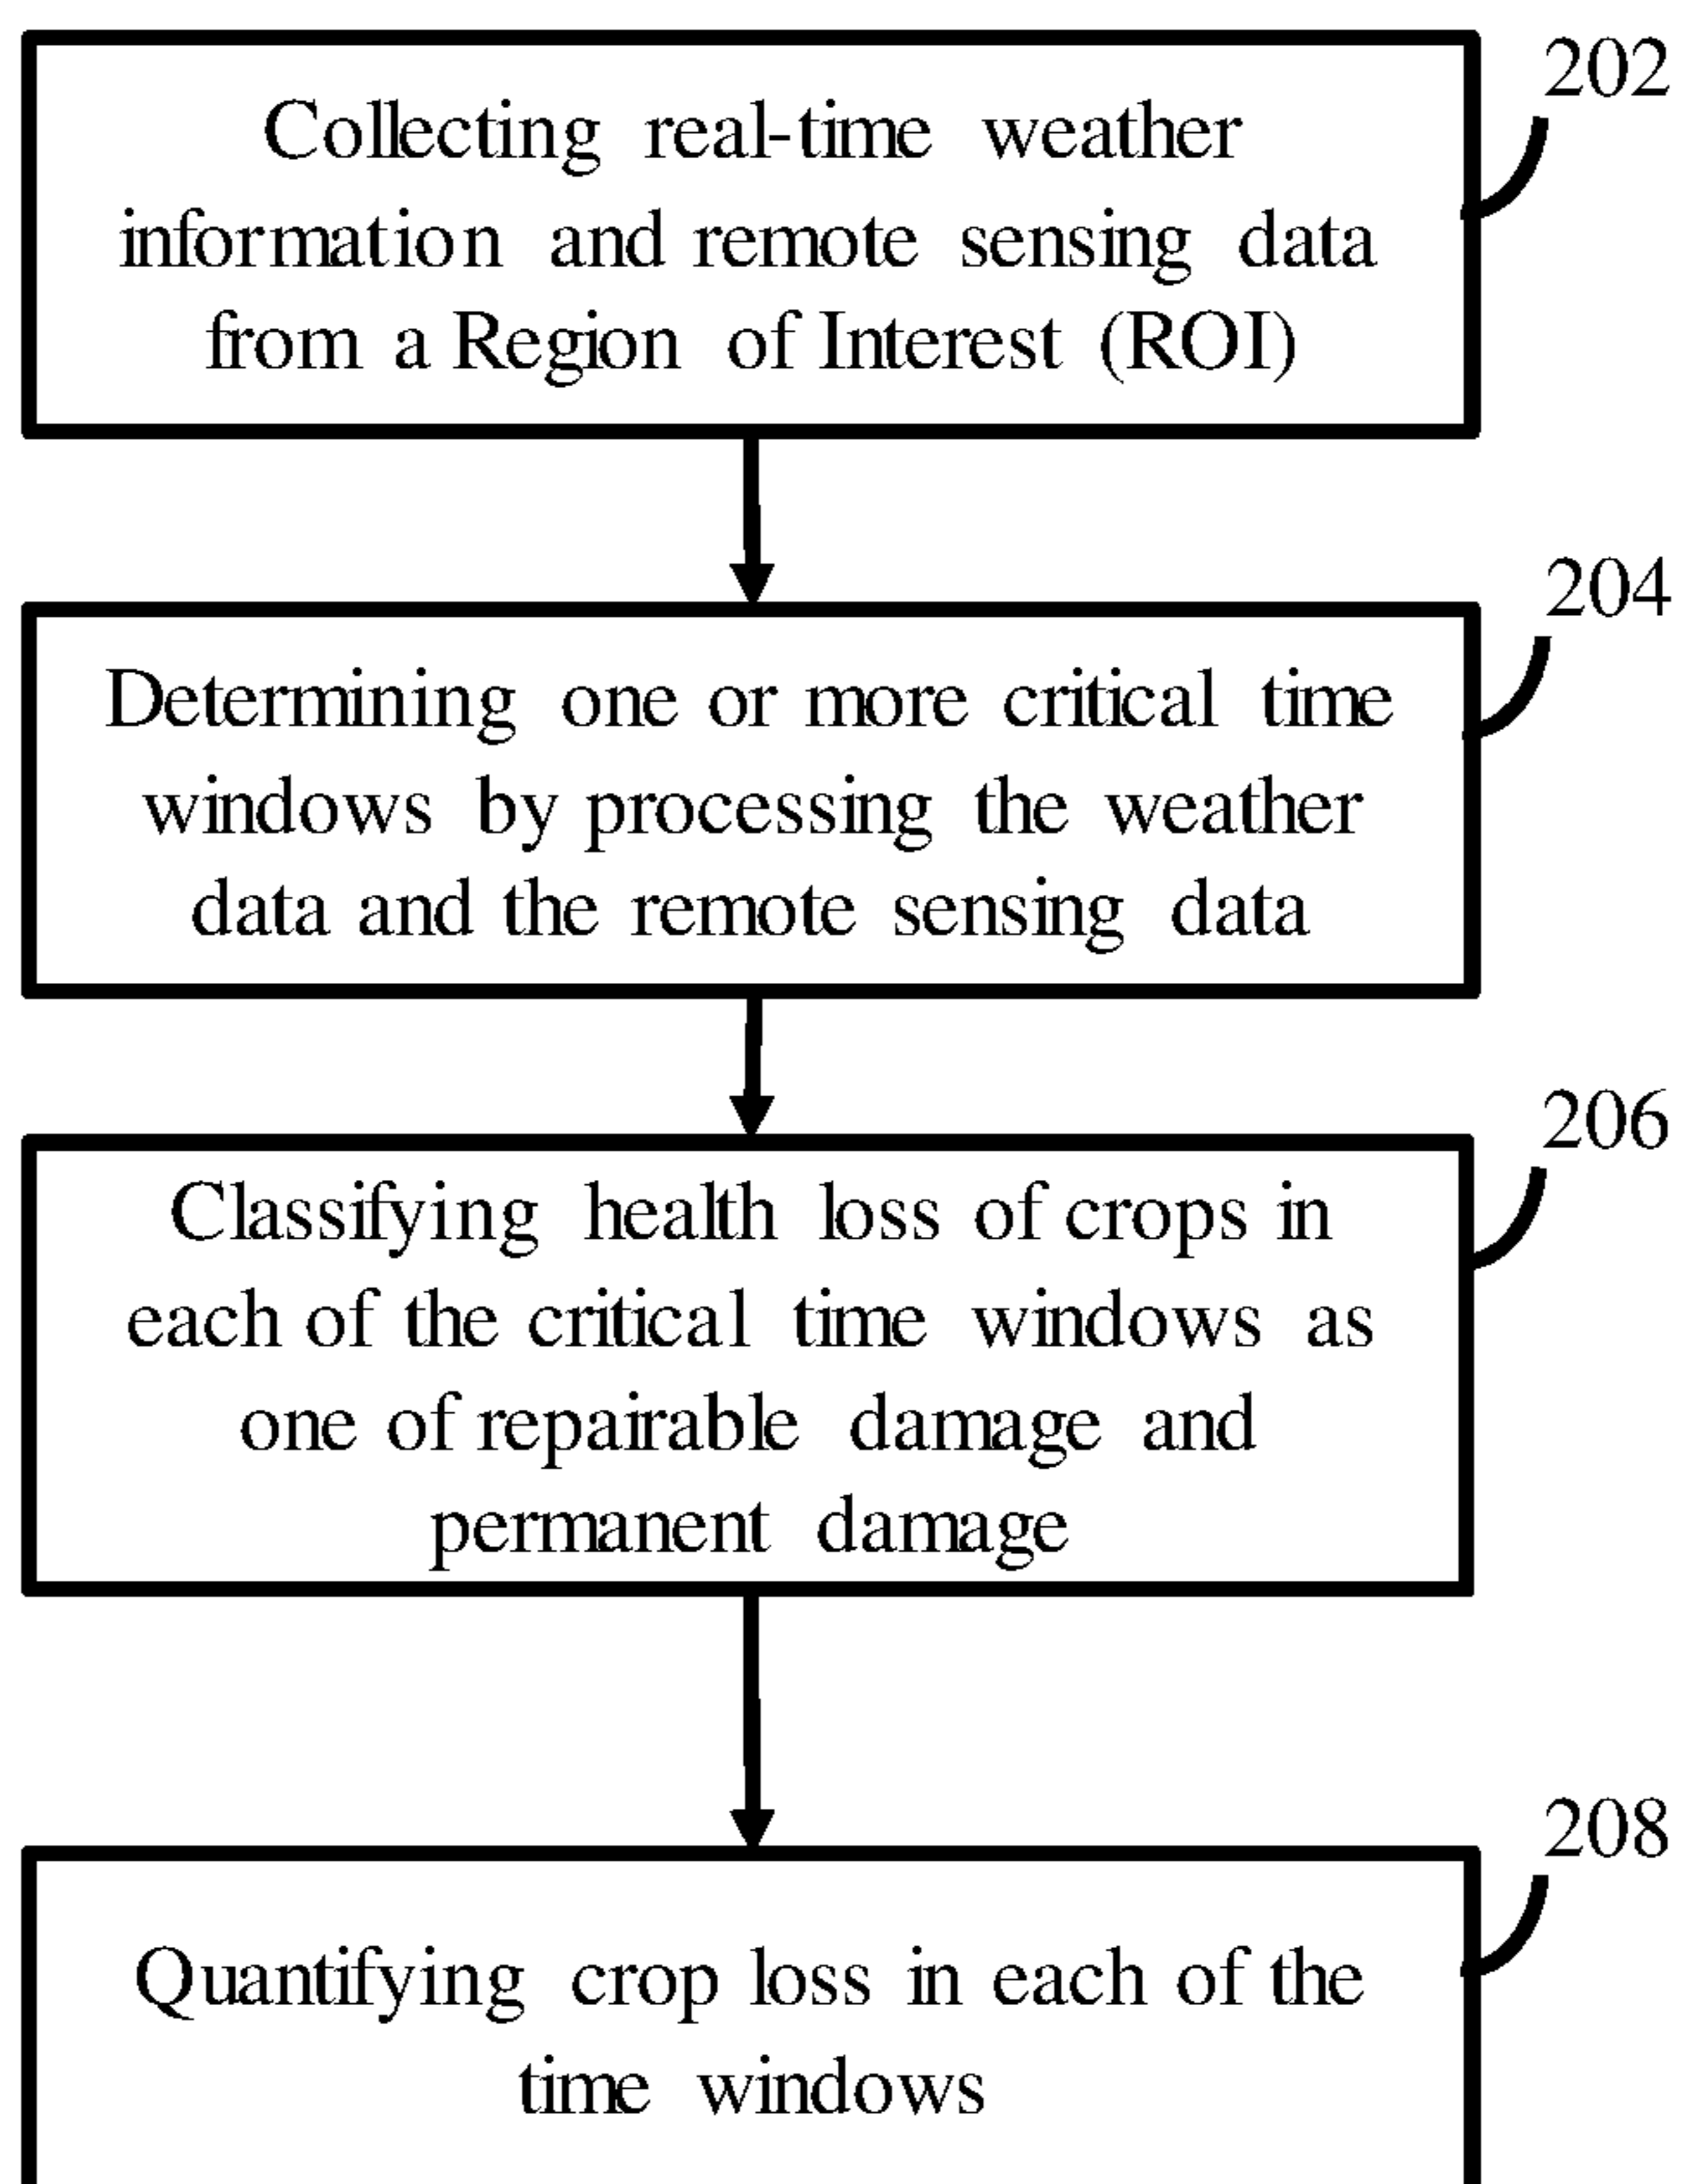 202
Collecting real-time weather
information and remote sensing data
from a Region of Interest (ROI)
204
Determining one or more critical time
windows by processing the weather
data and the remote sensing data
206
Classifying health loss of crops in
each of the critical time windows as
one of repairable damage and
permanent damage
208
Quantifying crop loss in each of the
time windows